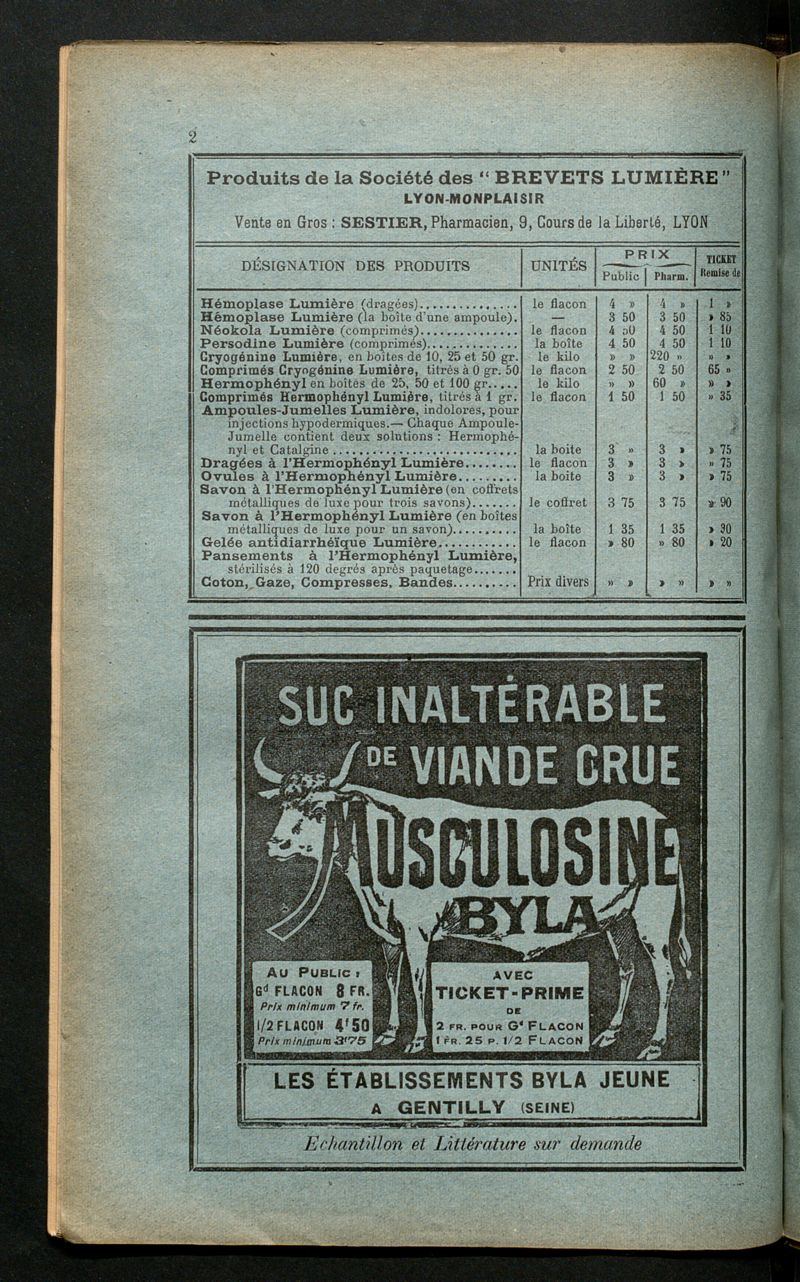 2
Produits de la Société des “ BREVETS LUMIÈRE ”
LYON-MONPLAISIR
Vente en Gros : SESTIER, Pharmacien, 9, Cours de la Liberté, LYON
DÉSIGNATION DES PRODUITS UNITÉS PRIX TICKET
Public Pharm. Remise de
Hémoplase Lumière (dragées)............... le flacon 4 » 4 » 1 »
Hémoplase Lumière (la boîte d'une ampoule). — 3 50 3 50 » 85
Néokola Lumière (comprimés)............... le flacon 4 50 4 50 1 10
Persodine Lumière (comprimés).............. la boîte 4 50 4 50 1 10
Cryogénine Lumière, en boîtes de 10, 25 et 50 gr. le kilo » » 220 » » »
Comprimés Cryogénine Lumière, titrés à 0 gr. 50 le flacon 2 50 2 50 65 »
Hermophényl en boîtes de 25, 50 et 100 gr..... le kilo » » 60 » » »
Comprimés Hermophényl Lumière, titrés à 1 gr. le flacon 1 50 1 50 » 35
Ampoules-Jumelles Lumière, indolores, pour
injections hypodermiques.— Chaque Ampoule-
Jumelle contient deux solutions : Hermophé-
nyl et Catalgine ............................ la boite 3 » 3 » » 75
Dragées à l'Hermophényl Lumière........ le flacon 3 » 3 » » 75
Ovules à l'Hermophényl Lumière......... la boîte 3 » 3 » » 75
Savon à l'Hermophényl Lumière (en coffrets
métalliques de luxe pour trois savons)....... le coffret 3 75 3 75 » 90
Savon à l'Hermophényl Lumière (en boîtes
métalliques de luxe pour un savon).......... la boîte 1 35 1 35 » 30
Gelée antidiarrhéïque Lumière............ le flacon » 80 » 80 » 20
Pansements à l'Hermophényl Lumière,
stérilisés à 120 degrés après paquetage.......
Coton, Gaze, Compresses, Bandes.......... Prix divers » » » » » »
SUC INALTÉRABLE
DE VIANDE CRUE
MUSCULOSINE
BYLA
AU PUBLIC :
Gd FLACON 8 FR.
Prix minimum 7 fr.
1/2 FLACON 4f50
Prix minimum 3f75
AVEC
TICKET-PRIME
DE
2 FR. POUR Gd FLACON
1 FR. 25 P. 1/2 FLACON
LES ÉTABLISSEMENTS BYLA JEUNE
A GENTILLY (SEINE)
Echantillon et Littérature sur demande